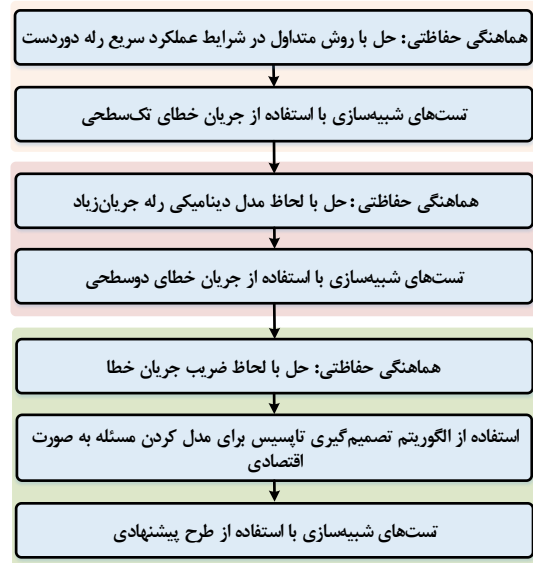 هماهنگی حفاظتی: حل با روش متداول در شرایط عملکرد سریع رله دوردست
تست‌های شبیه‌سازی با استفاده از جریان خطای تک‌سطحی
هماهنگی حفاظتی: حل با لحاظ مدل دینامیکی رله جریان‌زیاد
تست‌های شبیه‌سازی با استفاده از جریان خطای دوسطحی
هماهنگی حفاظتی: حل با لحاظ ضریب جریان خطا
استفاده از الگوریتم تصمیم‌گیری تاپسیس برای مدل کردن مسئله به صورت
اقتصادی
تست‌های شبیه‌سازی با استفاده از طرح پیشنهادی